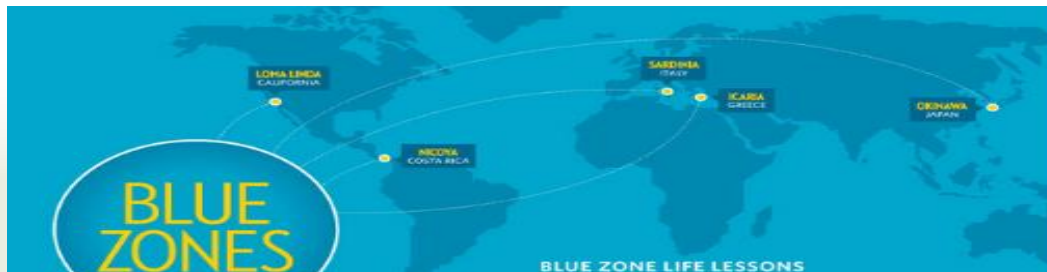 LOMA LINDA
CALIFORNIA
SARDINIA
ITALY
ICARIA
GREECE
OKINAWA
JAPAN
NICOYA
COSTA RICA
BLUE
ZONES
BLUE ZONE LIFE LESSONS